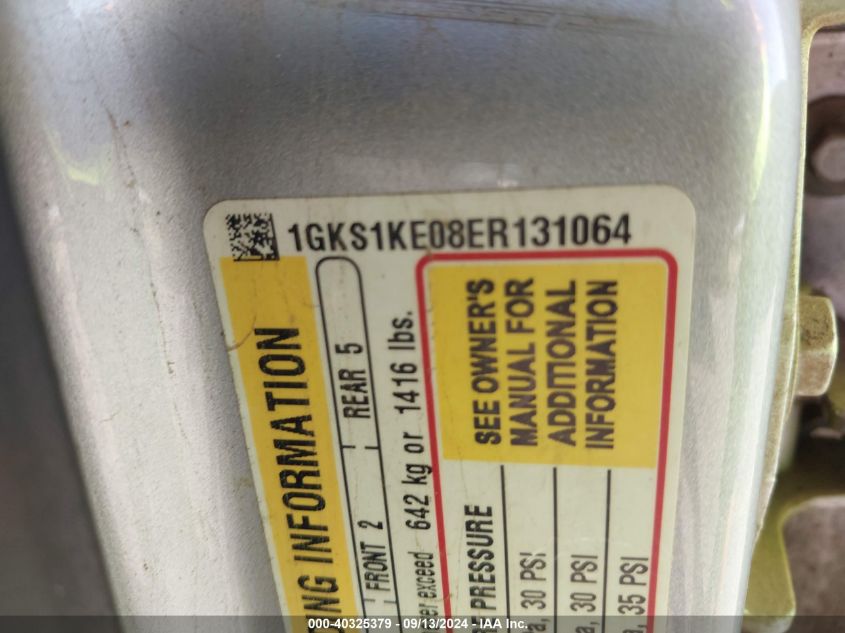 1GKS1KE08ER131064
INFORMATION
FRONT 2 REAR 5
exceed 642 kg or 1416 lbs.
PRESSURE
SEE OWNER'S
MANUAL FOR
ADDITIONAL
INFORMATION
30 PSI
30 PSI
35 PSI
000-40325379 - 09/13/2024 - IAA Inc.